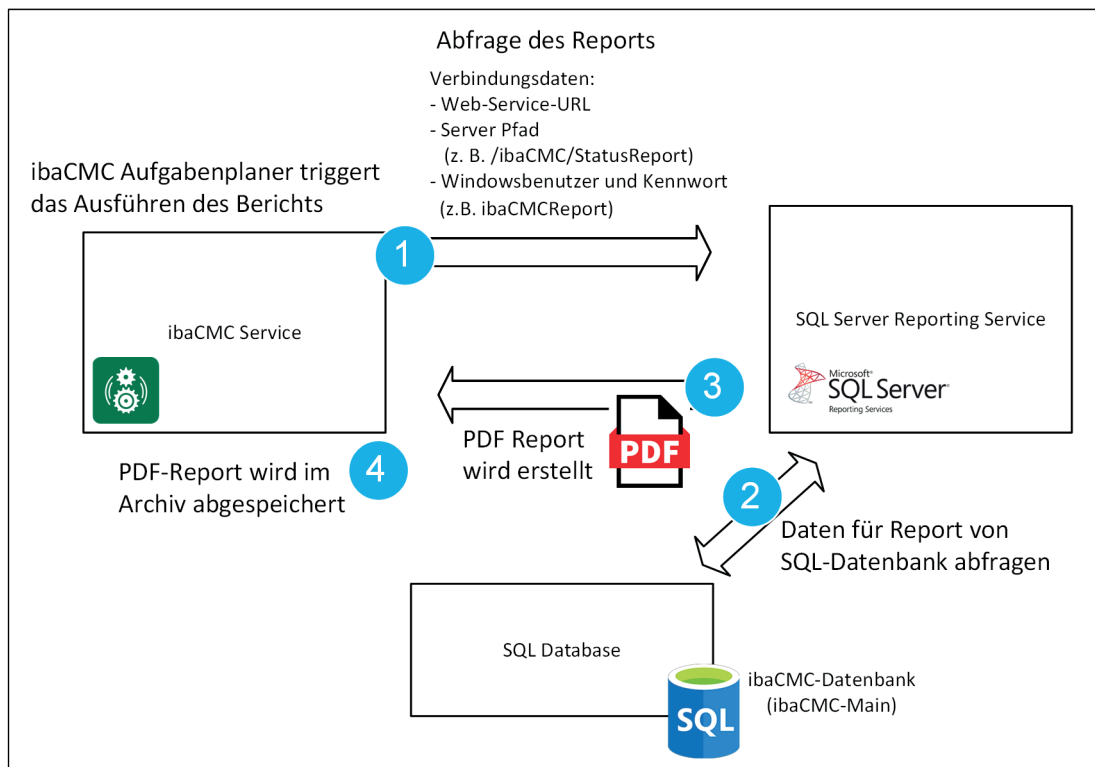 Abfrage des Reports
Verbindungsdaten:
- Web-Service-URL
- Server Pfad
(z. B. /ibaCMC/StatusReport)
- Windowsbenutzer und Kennwort
(z.B. ibaCMCReport)
ibaCMC Aufgabenplaner triggert
das Ausführen des Berichts
1
ibaCMC Service
SQL Server Reporting Service
Microsoft®
SQL Server®
Reporting Services
3
PDF
PDF Report
wird erstellt
4
PDF-Report wird im
Archiv abgespeichert
2
Daten für Report von
SQL-Datenbank abfragen
SQL Database
SQL
ibaCMC-Datenbank
(ibaCMC-Main)